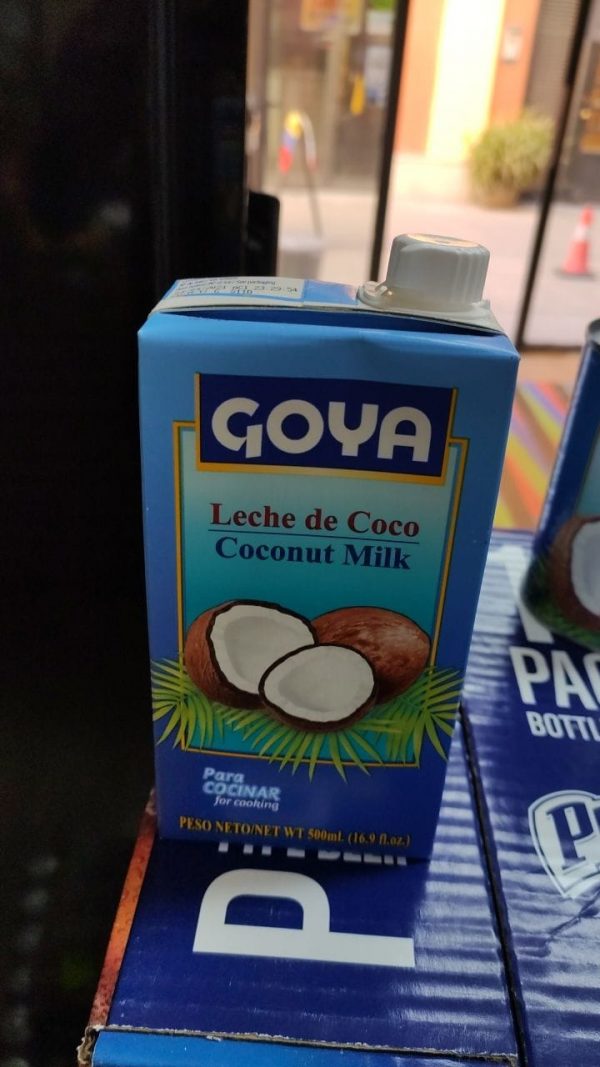 GOYA
Leche de Coco
Coconut Milk
Para
COCINAR
for cooking
PESO NETO/NET WT 500mL (16.9 fl.oz.)
BOTTL